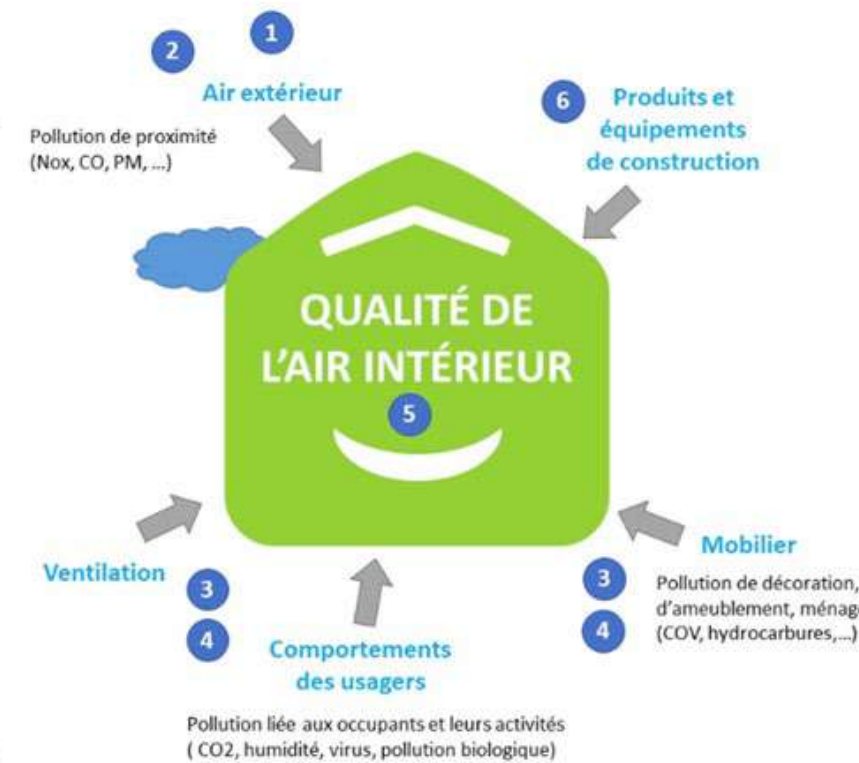 1
2
Air extérieur
Pollution de proximité
(Nox, CO, PM, ...)
6
Produits et
équipements
de construction
QUALITÉ DE
L'AIR INTÉRIEUR
5
Ventilation
3
4
Comportements
des usagers
Pollution liée aux occupants et leurs activités
( CO2, humidité, virus, pollution biologique)
Mobilier
3
4
Pollution de décoration,
d'ameublement, ménage
(COV, hydrocarbures,...)